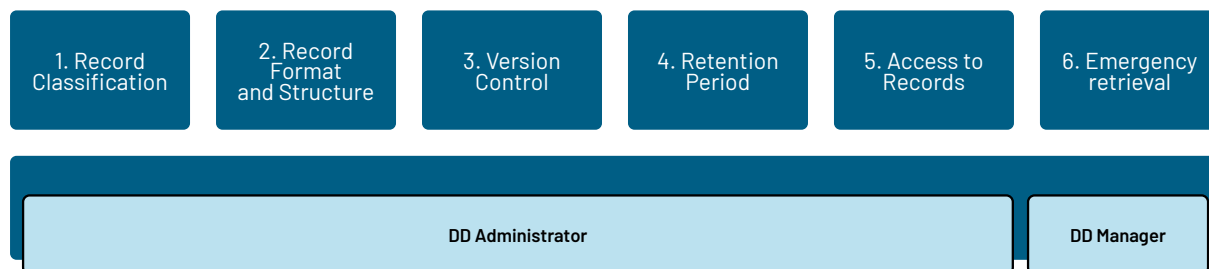 1. Record
Classification
2. Record
Format
and Structure
3. Version
Control
4. Retention
Period
5. Access to
Records
6. Emergency
retrieval
DD Administrator
DD Manager